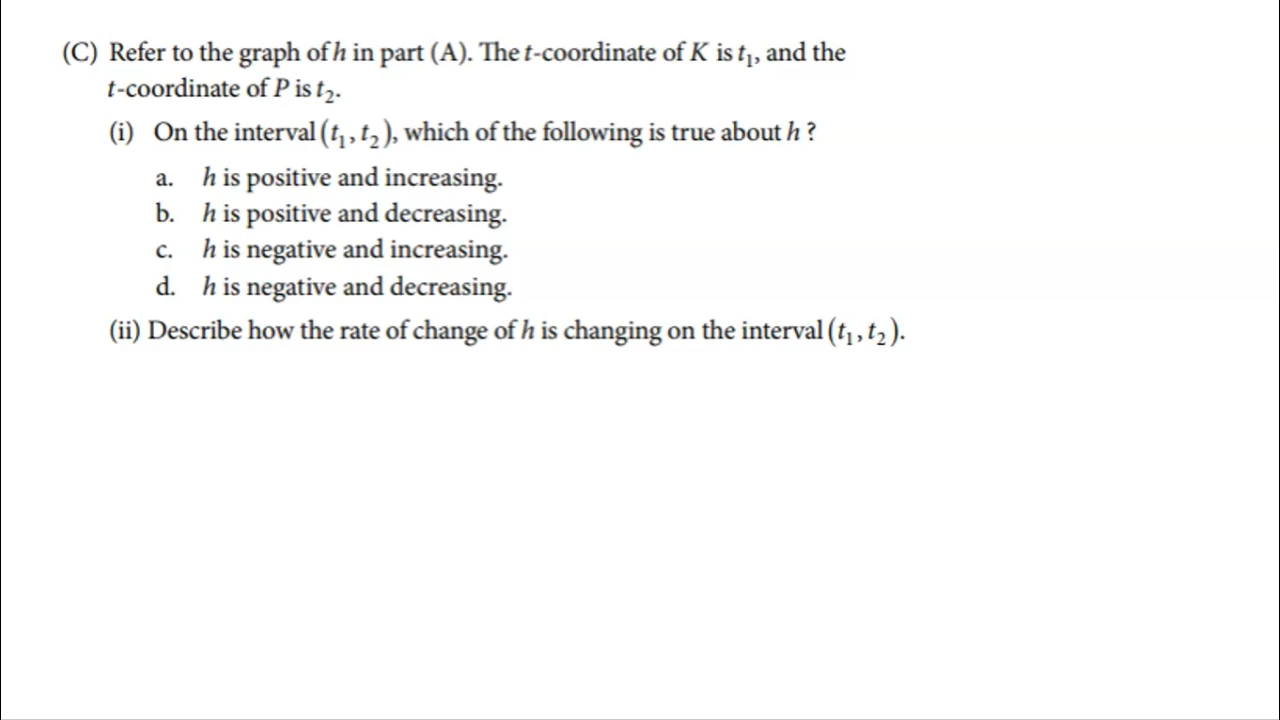 (C) Refer to the graph of h in part (A). The t-coordinate of K is t₁, and the
t-coordinate of P is t₂.
(i) On the interval (t₁, t₂), which of the following is true about h ?
a. h is positive and increasing.
b. h is positive and decreasing.
c. h is negative and increasing.
d. h is negative and decreasing.
(ii) Describe how the rate of change of h is changing on the interval (t₁, t₂).